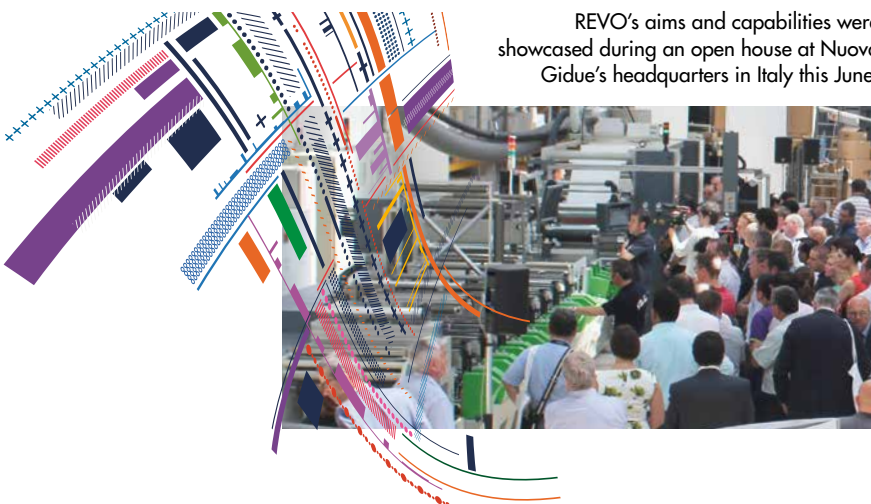 REVO's aims and capabilities were
showcased during an open house at Nuova
Gidue's headquarters in Italy this June